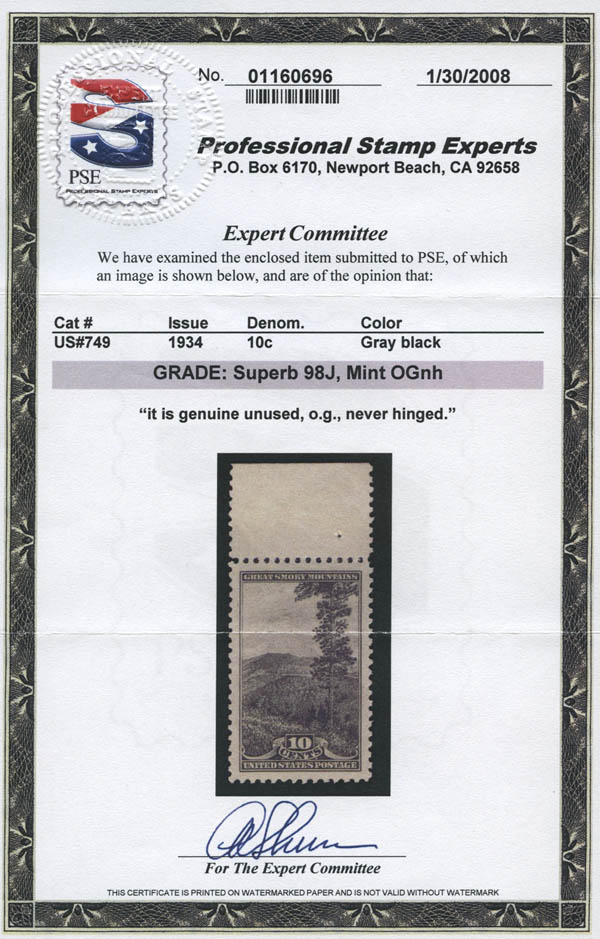 No. 01160696 1/30/2008
PSE
PROFESSIONAL STAMP EXPERTS
Professional Stamp Experts
P.O. Box 6170, Newport Beach, CA 92658
Expert Committee
We have examined the enclosed item submitted to PSE, of which
an image is shown below, and are of the opinion that:
Cat # Issue Denom. Color
US#749 1934 10c Gray black
GRADE: Superb 98J, Mint OGnh
“it is genuine unused, o.g., never hinged.”
GREAT SMOKY MOUNTAINS
10
CENTS
UNITED STATES POSTAGE
For The Expert Committee
THIS CERTIFICATE IS PRINTED ON WATERMARKED PAPER AND IS NOT VALID WITHOUT WATERMARK